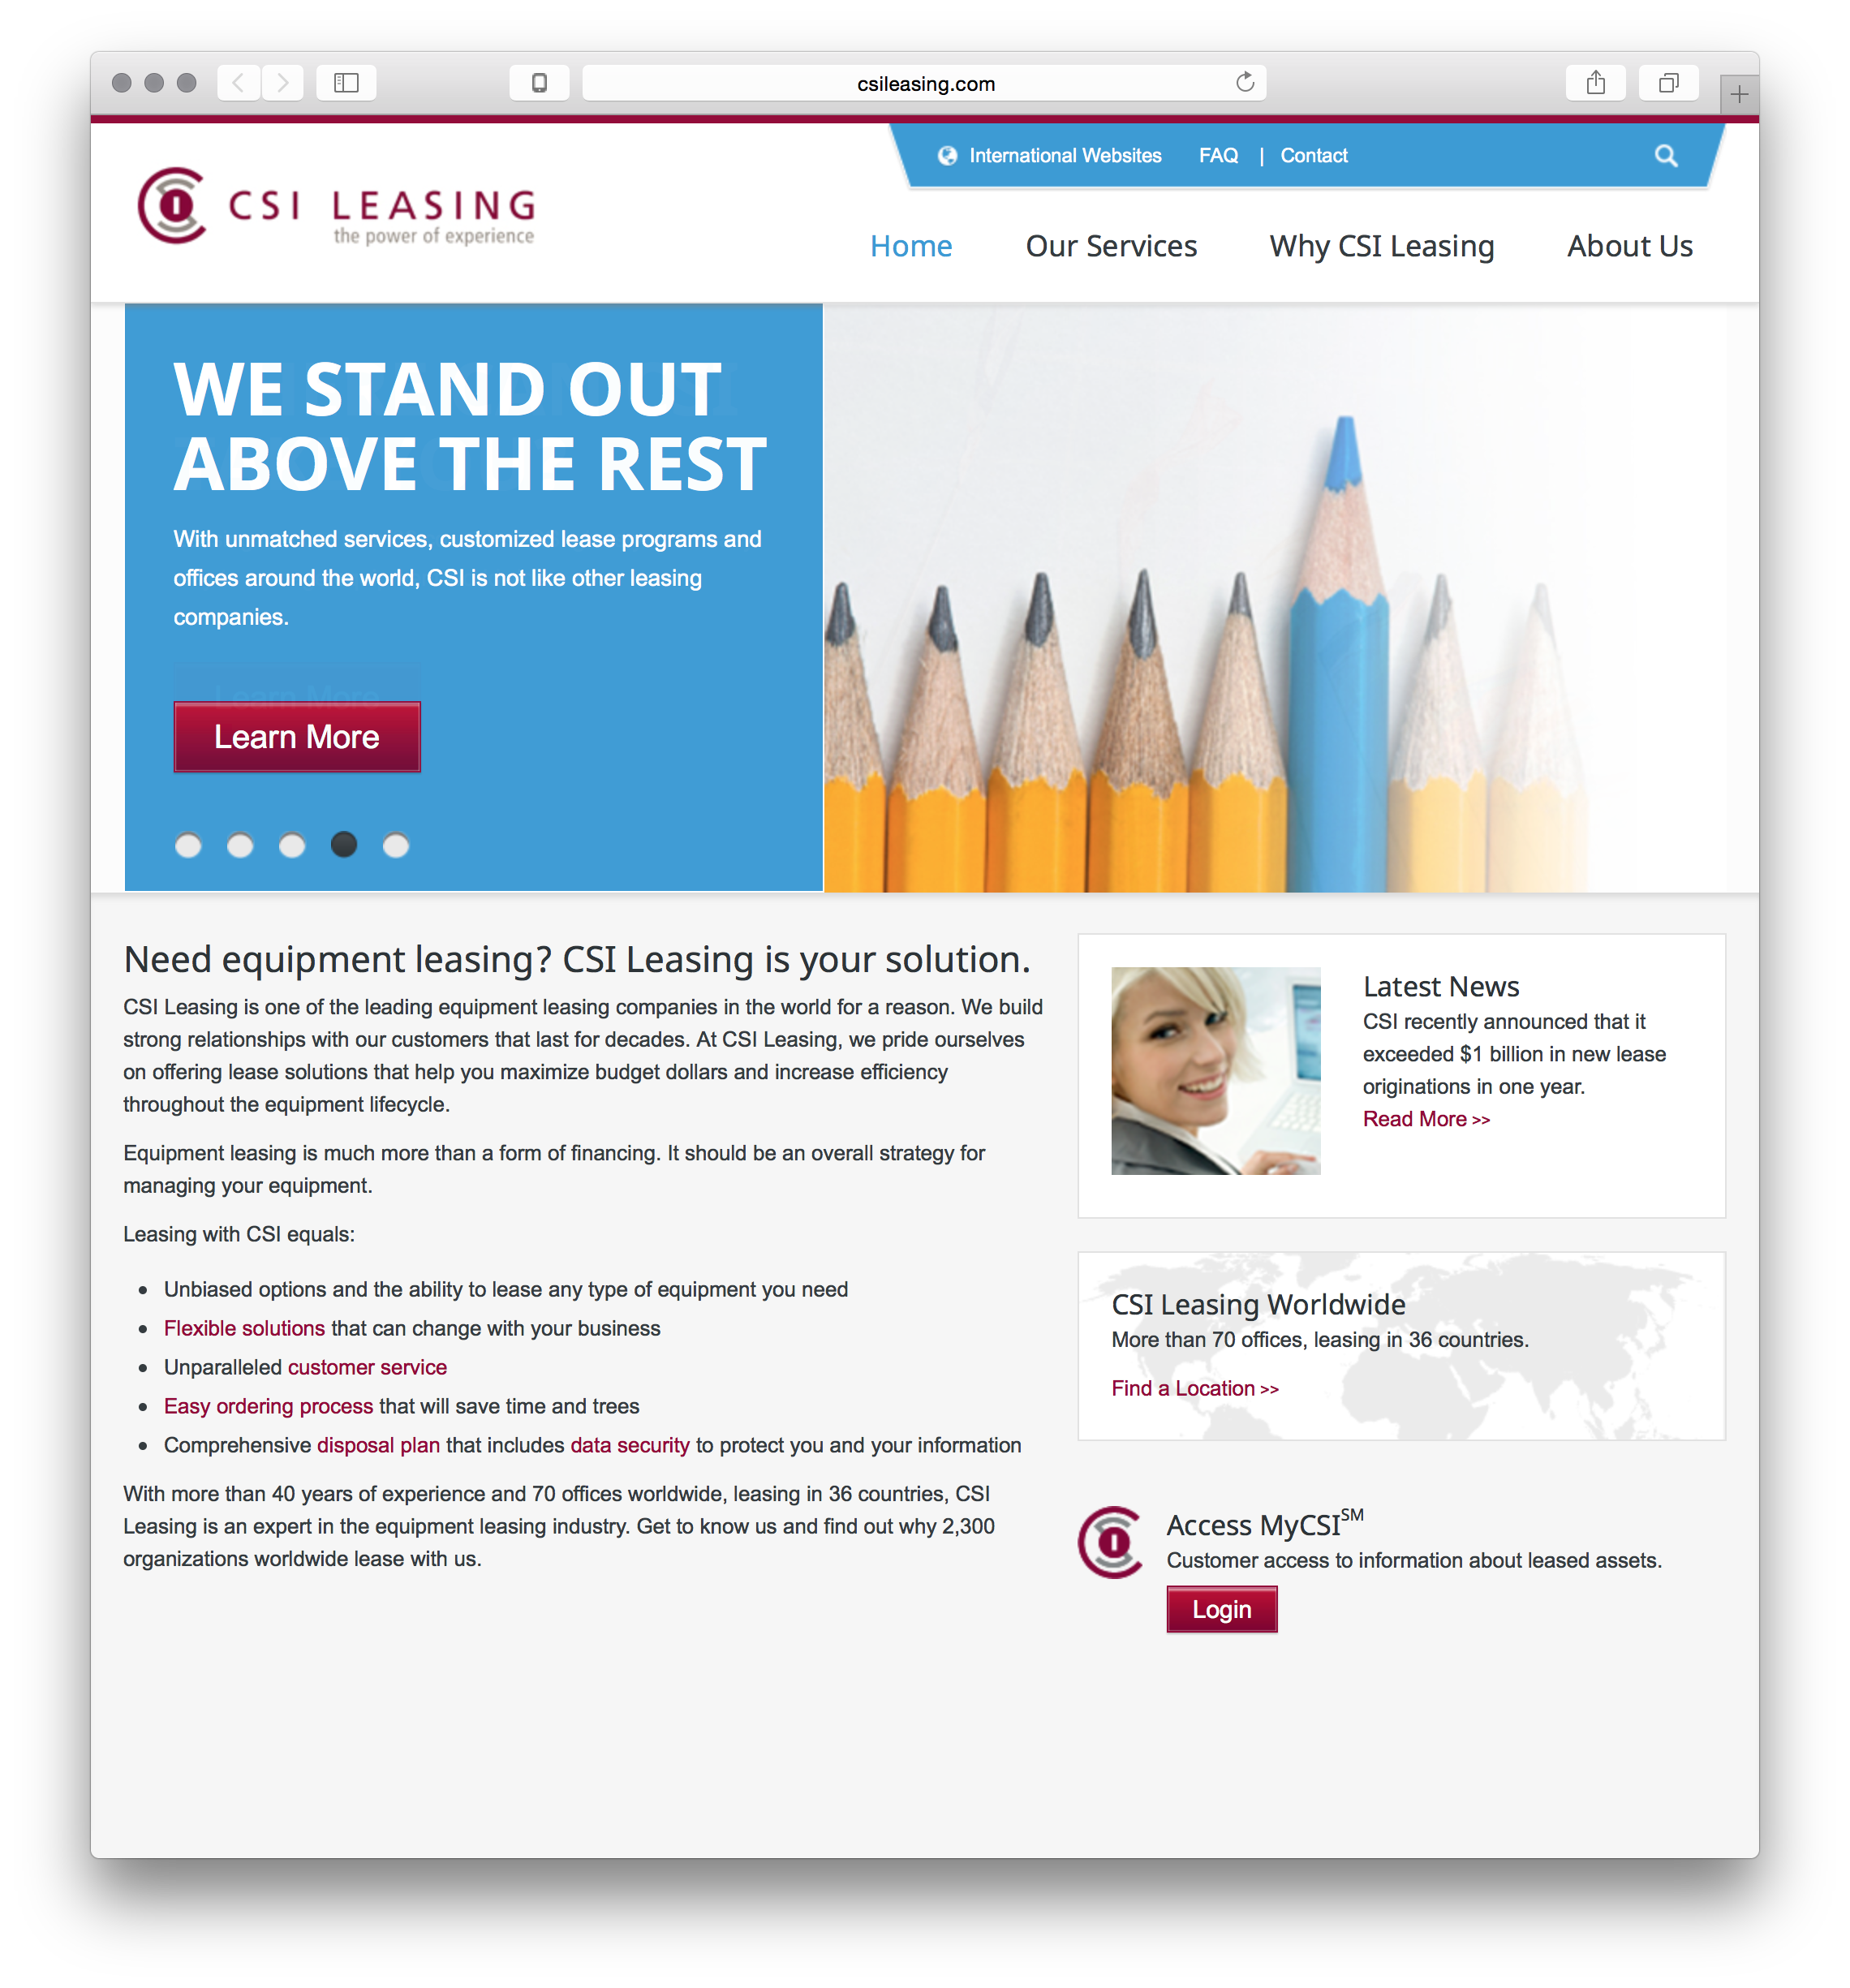 csileasing.com
International Websites FAQ | Contact
CSI LEASING
the power of experience
Home Our Services Why CSI Leasing About Us
WE STAND OUT
ABOVE THE REST
With unmatched services, customized lease programs and
offices around the world, CSI is not like other leasing
companies.
Learn More
Learn More
Need equipment leasing? CSI Leasing is your solution.
CSI Leasing is one of the leading equipment leasing companies in the world for a reason. We build
strong relationships with our customers that last for decades. At CSI Leasing, we pride ourselves
on offering lease solutions that help you maximize budget dollars and increase efficiency
throughout the equipment lifecycle.
Equipment leasing is much more than a form of financing. It should be an overall strategy for
managing your equipment.
Leasing with CSI equals:
• Unbiased options and the ability to lease any type of equipment you need
• Flexible solutions that can change with your business
• Unparalleled customer service
• Easy ordering process that will save time and trees
• Comprehensive disposal plan that includes data security to protect you and your information
With more than 40 years of experience and 70 offices worldwide, leasing in 36 countries, CSI
Leasing is an expert in the equipment leasing industry. Get to know us and find out why 2,300
organizations worldwide lease with us.
Latest News
CSI recently announced that it
exceeded $1 billion in new lease
originations in one year.
Read More >>
CSI Leasing Worldwide
More than 70 offices, leasing in 36 countries.
Find a Location >>
Access MyCSI℠
Customer access to information about leased assets.
Login